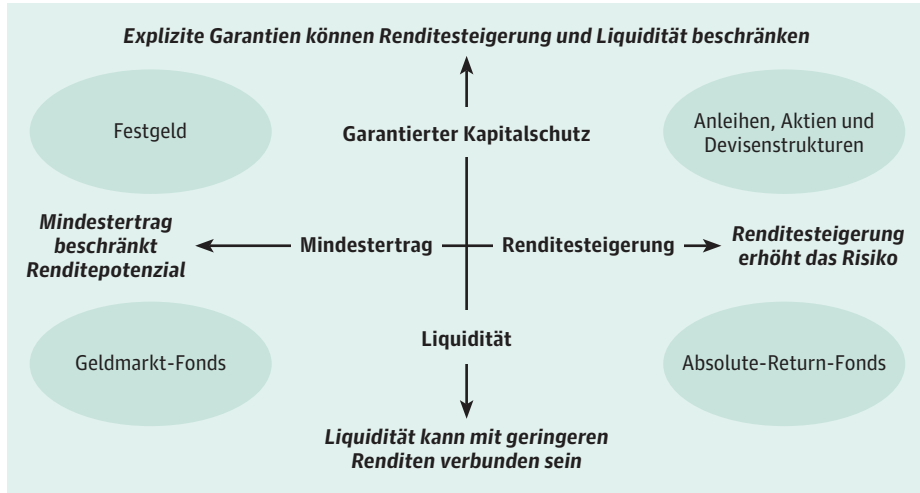 Explizite Garantien können Renditesteigerung und Liquidität beschränken
Festgeld
Garantierter Kapitalschutz
Anleihen, Aktien und
Devisenstrukturen
Mindestertrag
beschränkt
Renditepotenzial
Mindestertrag
Renditesteigerung
Renditesteigerung
erhöht das Risiko
Geldmarkt-Fonds
Liquidität
Absolute-Return-Fonds
Liquidität kann mit geringeren
Renditen verbunden sein